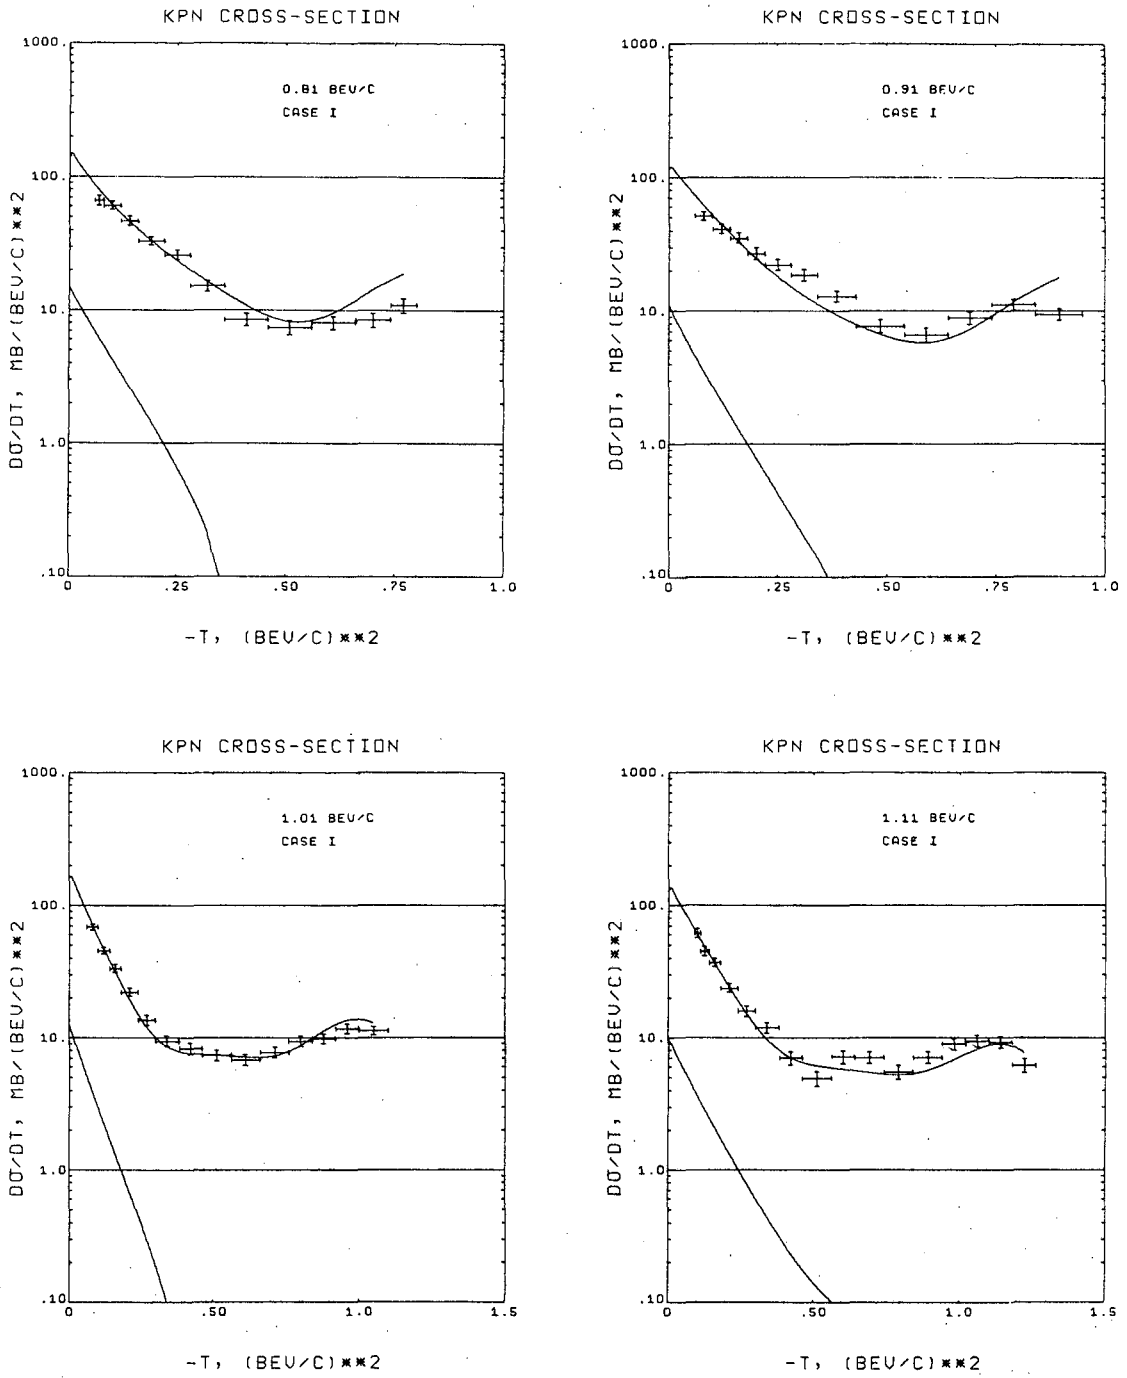 KPN CROSS-SECTION
1000.
100.
10.
1.0
.10
0.81 BEV/C
CASE I
Dσ/DT, MB/(BEV/C)**2
0 .25 .50 .75 1.0
-T, (BEV/C)**2
KPN CROSS-SECTION
1000.
100.
10.
1.0
.10
0.91 BEV/C
CASE I
Dσ/DT, MB/(BEV/C)**2
0 .25 .50 .75 1.0
-T, (BEV/C)**2
KPN CROSS-SECTION
1000.
100.
10.
1.0
.10
1.01 BEV/C
CASE I
Dσ/DT, MB/(BEV/C)**2
0 .50 1.0 1.5
-T, (BEV/C)**2
KPN CROSS-SECTION
1000.
100.
10.
1.0
.10
1.11 BEV/C
CASE I
Dσ/DT, MB/(BEV/C)**2
0 .50 1.0 1.5
-T, (BEV/C)**2